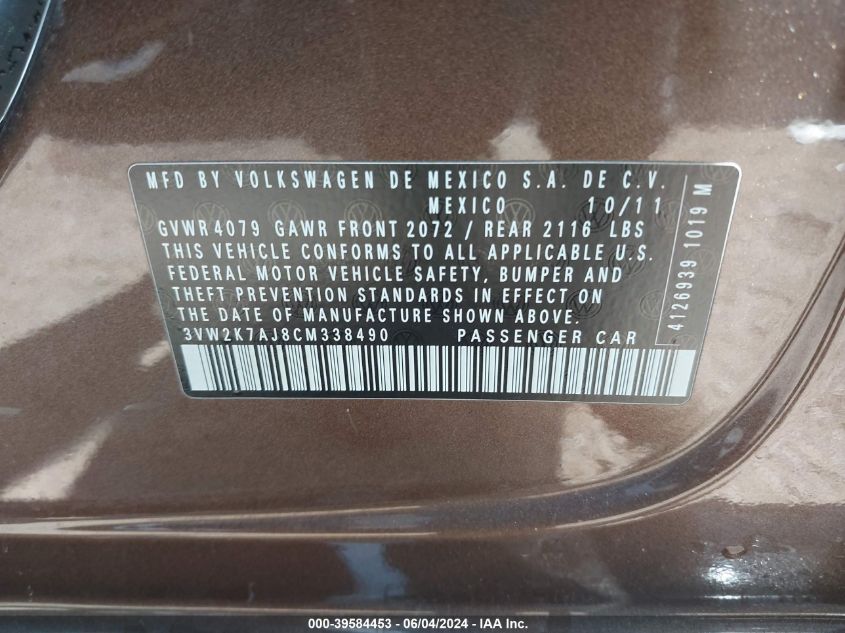 MFD BY VOLKSWAGEN DE MEXICO S.A. DE C.V.
MEXICO 10/11
GVWR 4079 GAWR FRONT 2072 / REAR 2116 LBS
THIS VEHICLE CONFORMS TO ALL APPLICABLE U.S.
FEDERAL MOTOR VEHICLE SAFETY, BUMPER AND
THEFT PREVENTION STANDARDS IN EFFECT ON
THE DATE OF MANUFACTURE SHOWN ABOVE.
3VW2K7AJ8CM338490 PASSENGER CAR
4126939 1019 M
000-39584453 - 06/04/2024 - IAA Inc.